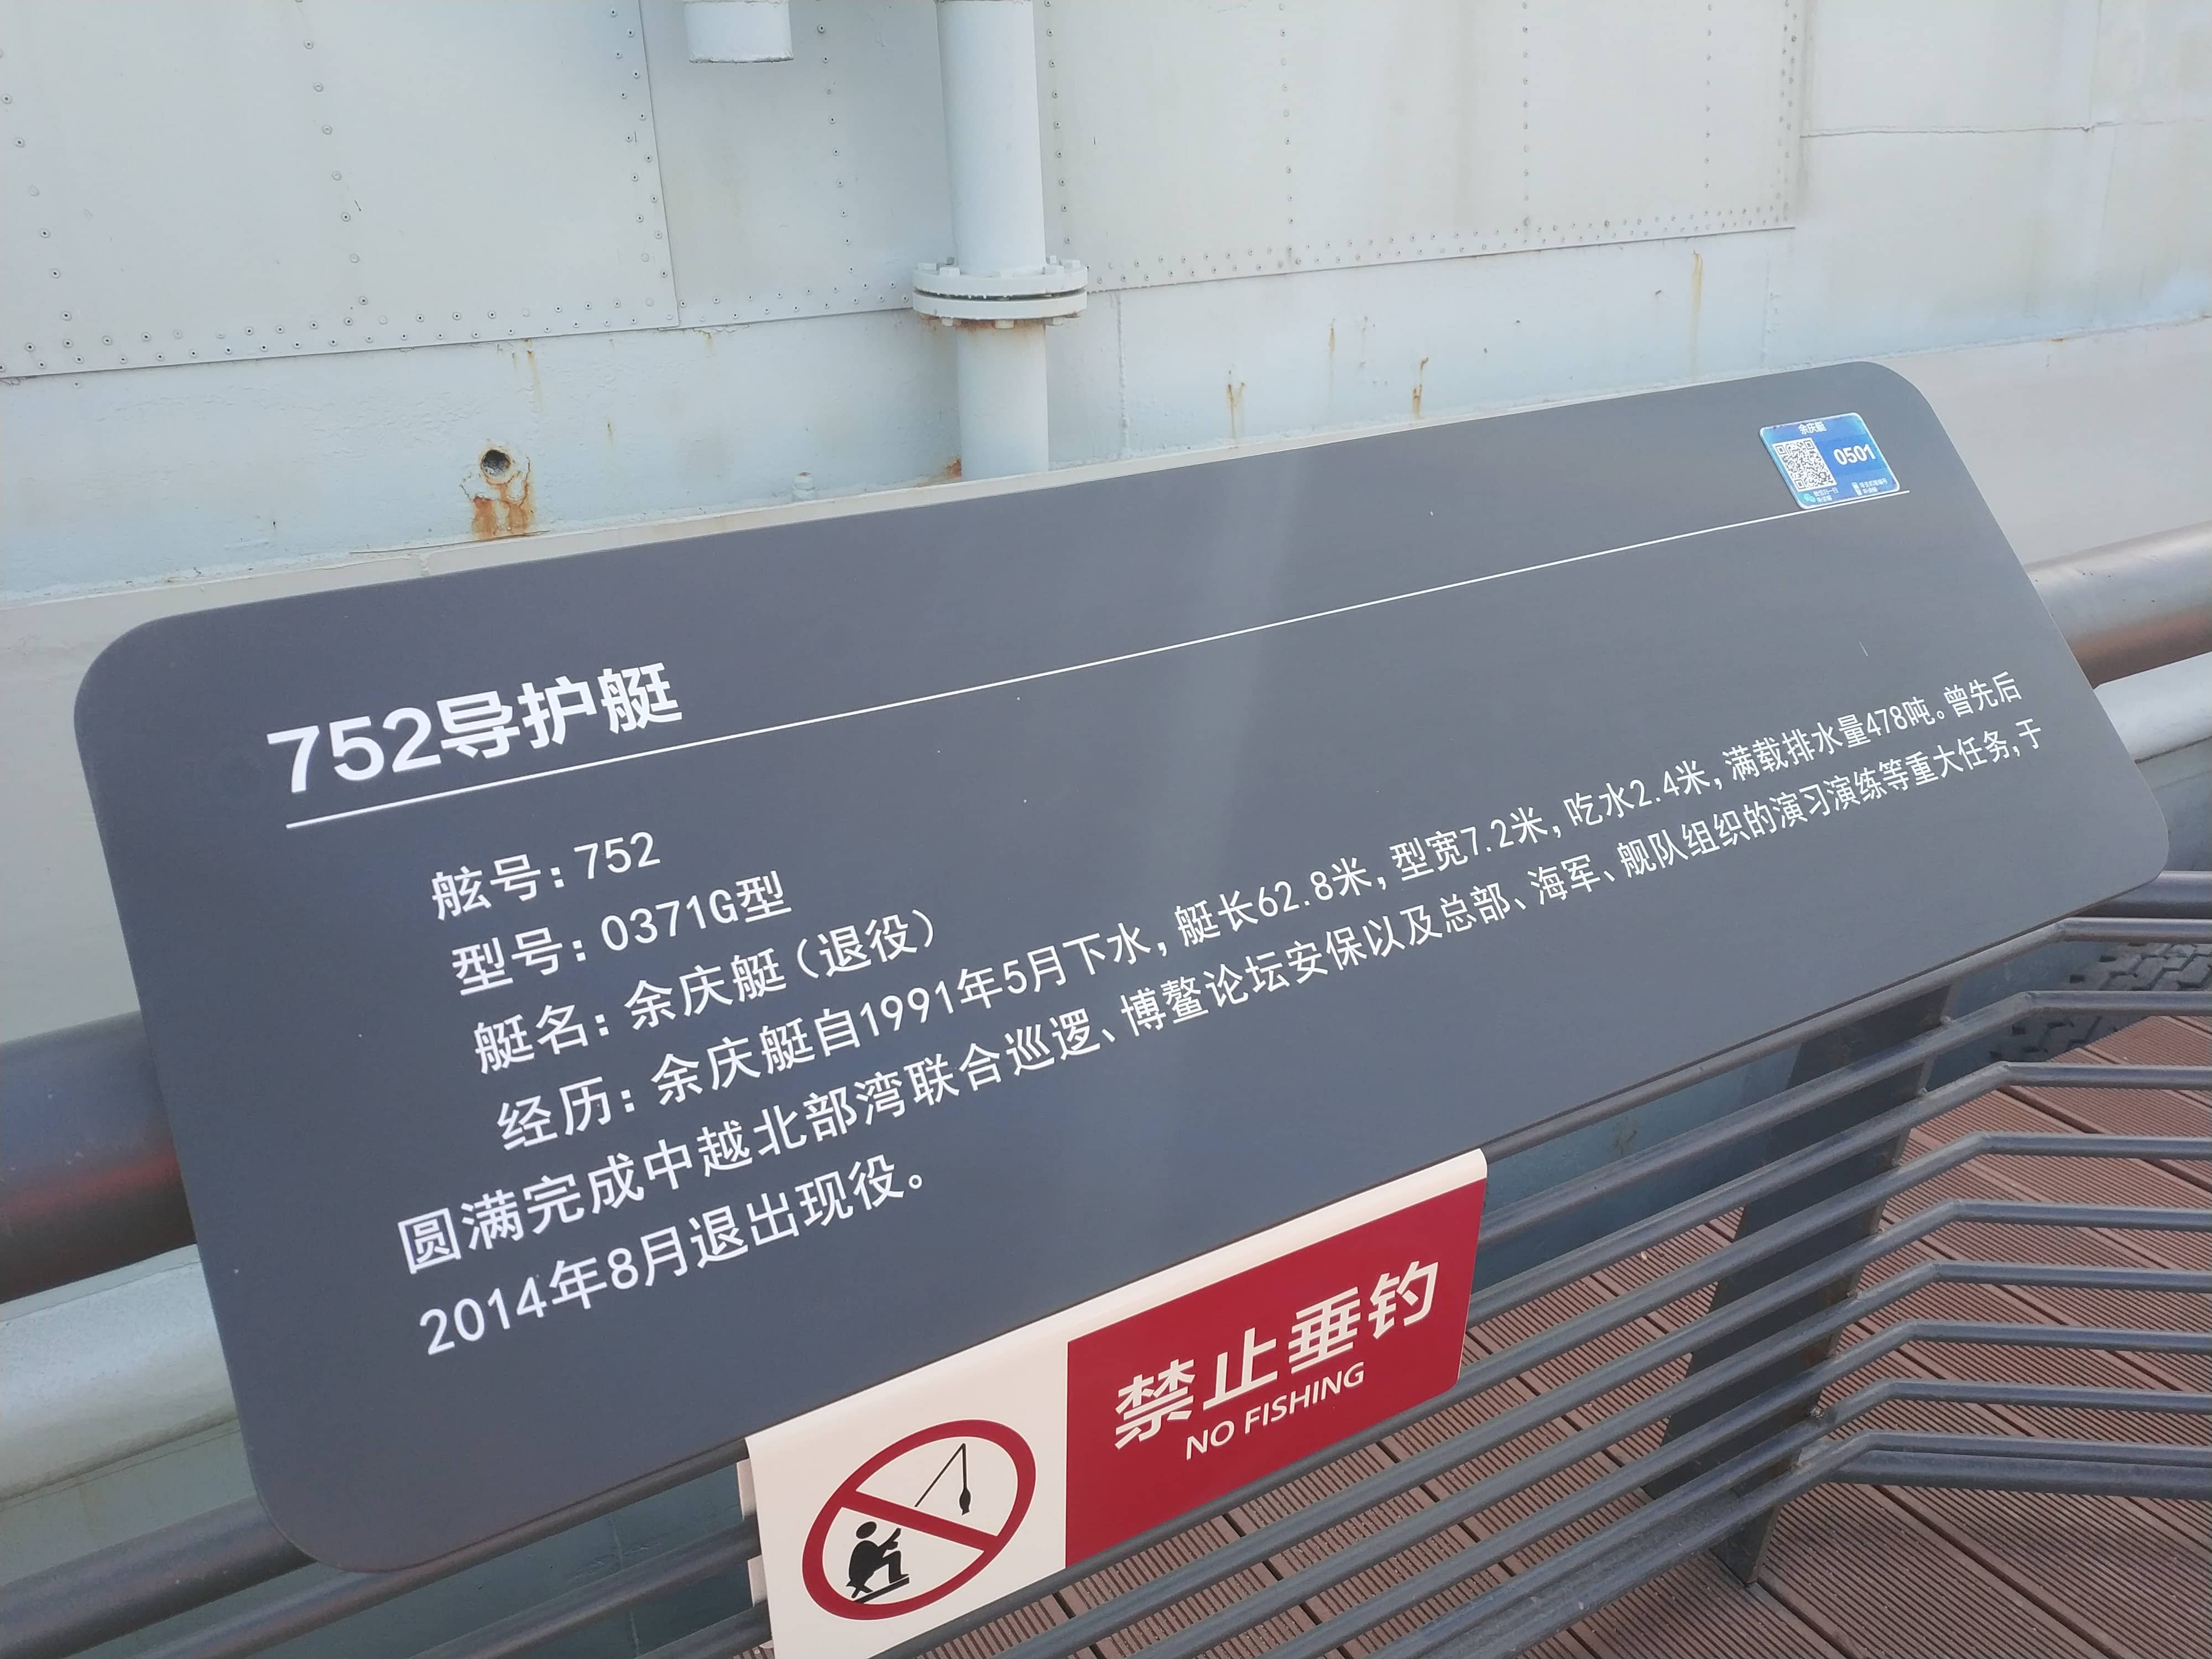 余庆艇
0501
752导护艇
舷号：752
型号：0371G型
艇名：余庆艇（退役）
经历：余庆艇自1991年5月下水，艇长62.8米，型宽7.2米，吃水2.4米，满载排水量478吨。曾先后
圆满完成中越北部湾联合巡逻、博鳌论坛安保以及总部、海军、舰队组织的演习演练等重大任务，于
2014年8月退出现役。
禁止垂钓
NO FISHING